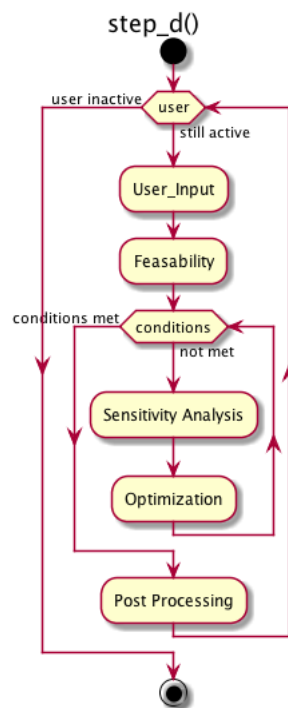 step_d()
user inactive
user
still active
User_Input
Feasability
conditions met
conditions
not met
Sensitivity Analysis
Optimization
Post Processing